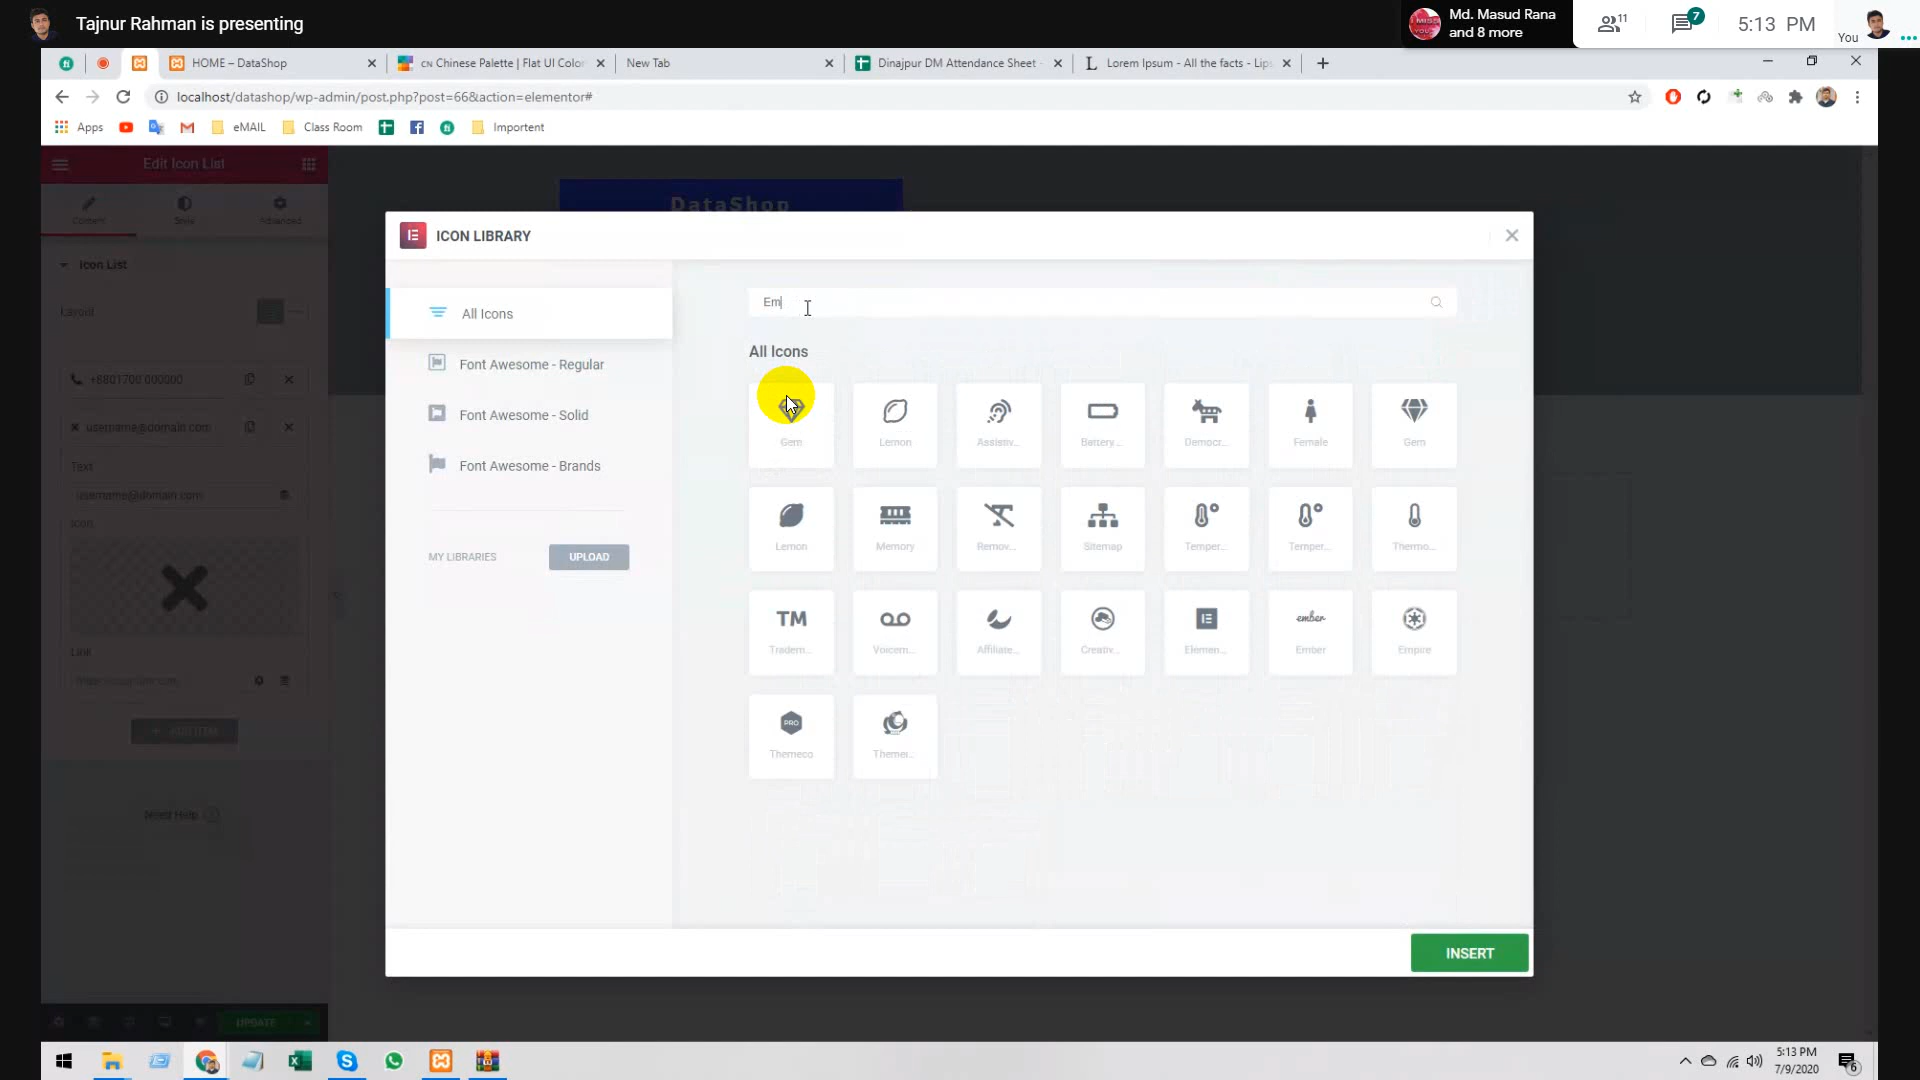 Tajnur Rahman is presenting
Md. Masud Rana
and 8 more
11
7
5:13 PM
You
HOME – DataShop
CN Chinese Palette | Flat UI Color
New Tab
Dinajpur DM Attendance Sheet -
Lorem Ipsum - All the facts - Lips
localhost/datashop/wp-admin/post.php?post=66&action=elementor#
Apps
eMAIL
Class Room
Importent
Edit Icon List
Content
Style
Advanced
DataShop
ICON LIBRARY
Icon List
Layout
+8801700 000000
username@domain.com
Text
username@domain.com
Icon
Link
ADD ITEM
Need Help
UPDATE
All Icons
Font Awesome - Regular
Font Awesome - Solid
Font Awesome - Brands
MY LIBRARIES
UPLOAD
Em
All Icons
Gem
Lemon
Assistiv...
Battery...
Democr...
Female
Gem
Lemon
Memory
Remov...
Sitemap
Temper...
Temper...
Thermo...
TM
ember
Tradem...
Voicem...
Affiliate...
Creativ...
Elemen...
Ember
Empire
PRO
Themeco
Themei...
INSERT
5:13 PM
7/9/2020
6